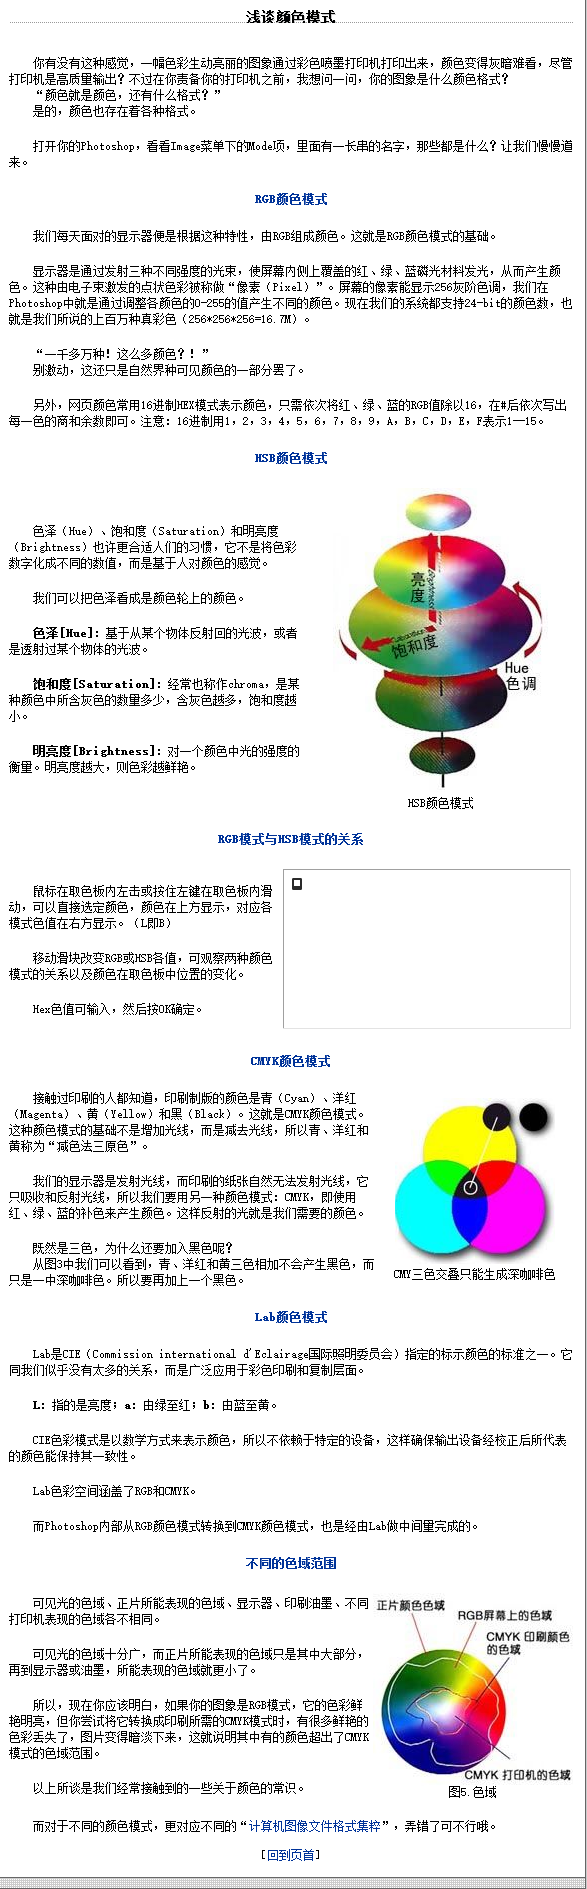 浅谈颜色模式
你有没有这种感觉，一幅色彩生动亮丽的图象通过彩色喷墨打印机打印出来，颜色变得灰暗难看，尽管
打印机是高质量输出？不过在你责备你的打印机之前，我想问一问，你的图象是什么颜色格式？
“颜色就是颜色，还有什么格式？”
是的，颜色也存在着各种格式。
打开你的Photoshop，看看Image菜单下的Mode项，里面有一长串的名字，那些都是什么？让我们慢慢道
来。
RGB颜色模式
我们每天面对的显示器便是根据这种特性，由RGB组成颜色。这就是RGB颜色模式的基础。
显示器是通过发射三种不同强度的光束，使屏幕内侧上覆盖的红、绿、蓝磷光材料发光，从而产生颜
色。这种由电子束激发的点状色彩被称做“像素（Pixel）”。屏幕的像素能显示256灰阶色调，我们在
Photoshop中就是通过调整各颜色的0-255的值产生不同的颜色。现在我们的系统都支持24-bit的颜色数，也
就是我们所说的上百万种真彩色（256*256*256=16.7M）。
“一千多万种！这么多颜色？！”
别激动，这还只是自然界种可见颜色的一部分罢了。
另外，网页颜色常用16进制HEX模式表示颜色，只需依次将红、绿、蓝的RGB值除以16，在#后依次写出
每一色的商和余数即可。注意：16进制用1，2，3，4，5，6，7，8，9，A，B，C，D，E，F表示1—15。
HSB颜色模式
色泽（Hue）、饱和度（Saturation）和明亮度
（Brightness）也许更合适人们的习惯，它不是将色彩
数字化成不同的数值，而是基于人对颜色的感觉。
我们可以把色泽看成是颜色轮上的颜色。
色泽[Hue]：基于从某个物体反射回的光波，或者
是透射过某个物体的光波。
饱和度[Saturation]：经常也称作chroma，是某
种颜色中所含灰色的数量多少，含灰色越多，饱和度越
小。
明亮度[Brightness]：对一个颜色中光的强度的
衡量。明亮度越大，则色彩越鲜艳。
亮度
Brightness
Saturation
饱和度
Hue
色调
HSB颜色模式
RGB模式与HSB模式的关系
鼠标在取色板内左击或按住左键在取色板内滑
动，可以直接选定颜色，颜色在上方显示，对应各
模式色值在右方显示。（L即B）
移动滑块改变RGB或HSB各值，可观察两种颜色
模式的关系以及颜色在取色板中位置的变化。
Hex色值可输入，然后按OK确定。
CMYK颜色模式
接触过印刷的人都知道，印刷制版的颜色是青（Cyan）、洋红
（Magenta）、黄（Yellow）和黑（Black）。这就是CMYK颜色模式。
这种颜色模式的基础不是增加光线，而是减去光线，所以青、洋红和
黄称为“减色法三原色”。
我们的显示器是发射光线，而印刷的纸张自然无法发射光线，它
只吸收和反射光线，所以我们要用另一种颜色模式：CMYK，即使用
红、绿、蓝的补色来产生颜色。这样反射的光就是我们需要的颜色。
既然是三色，为什么还要加入黑色呢？
从图3中我们可以看到，青、洋红和黄三色相加不会产生黑色，而
只是一中深咖啡色。所以要再加上一个黑色。
CMY三色交叠只能生成深咖啡色
Lab颜色模式
Lab是CIE（Commission international d'Eclairage国际照明委员会）指定的标示颜色的标准之一。它
同我们似乎没有太多的关系，而是广泛应用于彩色印刷和复制层面。
L：指的是亮度；a：由绿至红；b：由蓝至黄。
CIE色彩模式是以数学方式来表示颜色，所以不依赖于特定的设备，这样确保输出设备经校正后所代表
的颜色能保持其一致性。
Lab色彩空间涵盖了RGB和CMYK。
而Photoshop内部从RGB颜色模式转换到CMYK颜色模式，也是经由Lab做中间量完成的。
不同的色域范围
可见光的色域、正片所能表现的色域、显示器、印刷油墨、不同
打印机表现的色域各不相同。
可见光的色域十分广，而正片所能表现的色域只是其中大部分，
再到显示器或油墨，所能表现的色域就更小了。
所以，现在你应该明白，如果你的图象是RGB模式，它的色彩鲜
艳明亮，但你尝试将它转换成印刷所需的CMYK模式时，有很多鲜艳的
色彩丢失了，图片变得暗淡下来，这就说明其中有的颜色超出了CMYK
模式的色域范围。
以上所谈是我们经常接触到的一些关于颜色的常识。
正片颜色色域
RGB屏幕上的色域
CMYK 印刷颜色
的色域
CMYK 打印机的色域
图5.色域
而对于不同的颜色模式，更对应不同的“计算机图像文件格式集粹”，弄错了可不行哦。
[回到页首]